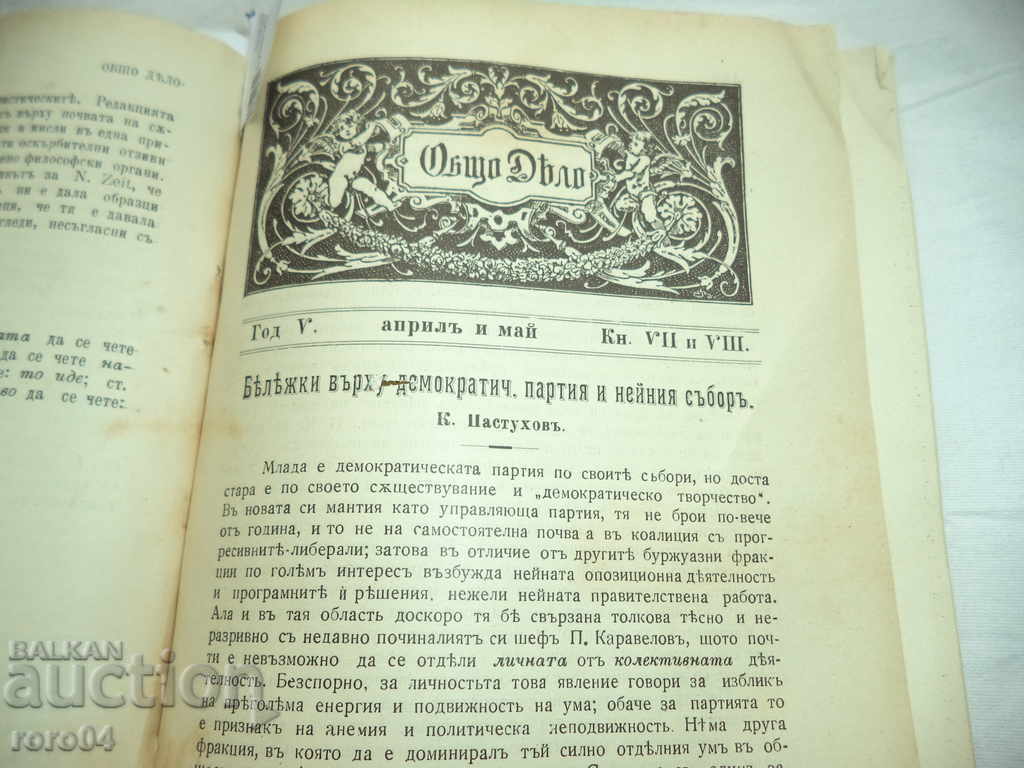 ОБЩО ДѢЛО
истическитѣ. Редакцията
върху почвата на сѫ-
мисли въ една при-
оскърбителни отзиви
философски органи.
за N. Zeit, че
ни е дала образци
че тя е давала
несъгласни съ
да се чете
да се чете на-
то иде; ст.
да се чете:
Общо Дѣло
Год V. априлъ и май Кн. VII и VIII.
Бѣлѣжки върху демократич. партия и нейния съборъ.
К. Пастуховъ.
Млада е демократическата партия по своитѣ събори, но доста
стара е по своето сѫществувание и „демократическо творчество“.
Въ новата си мантия като управляюща партия, тя не брои по-вече
отъ година, и то не на самостоятелна почва а въ коалиция съ прог-
ресивнитѣ-либерали; затова въ отличие отъ другитѣ буржуазни фрак-
ции по голѣмъ интересъ възбужда нейната опозиционна дѣятелность
и програмнитѣ ѝ рѣшения, нежели нейната правителствена работа.
Ала и въ тая область доскоро тя бѣ свързана толкова тѣсно и не-
разривно съ недавно починалиятъ си шефъ П. Каравеловъ, щото поч-
ти е невъзможно да се отдѣли личната отъ колективната дѣя-
телность. Безспорно, за личностьта това явление говори за избликъ
на прѣголѣма енергия и подвижность на ума; обаче за партията то
е признакъ на анемия и политическа неподвижность. Нѣма друга
фракция, въ която да е доминиралъ тъй силно отдѣлния умъ въ об-
BALKAN
auction
roro04